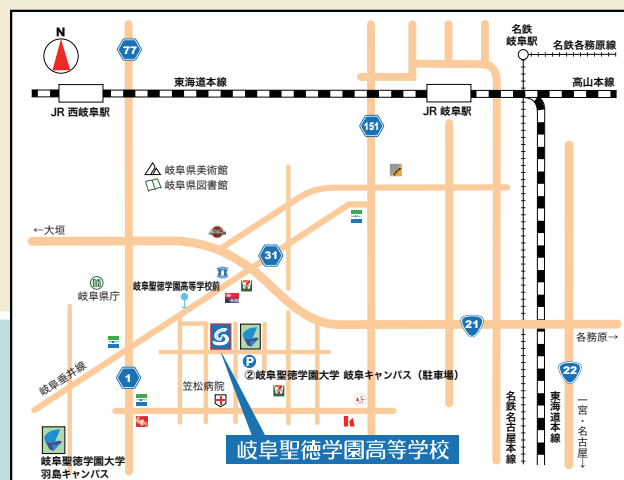 N
77
名鉄
岐阜駅
名鉄各務原線
東海道本線
高山本線
JR 西岐阜駅
JR 岐阜駅
151
岐阜県美術館
岐阜県図書館
←大垣
31
岐阜県庁
岐阜聖徳学園高等学校前
7
21
各務原→
岐阜垂井線
1
P
②岐阜聖徳学園大学 岐阜キャンパス（駐車場）
22
笠松病院
7
名鉄名古屋本線
東海道本線
一宮・名古屋→
岐阜聖徳学園高等学校
岐阜聖徳学園大学
羽島キャンパス